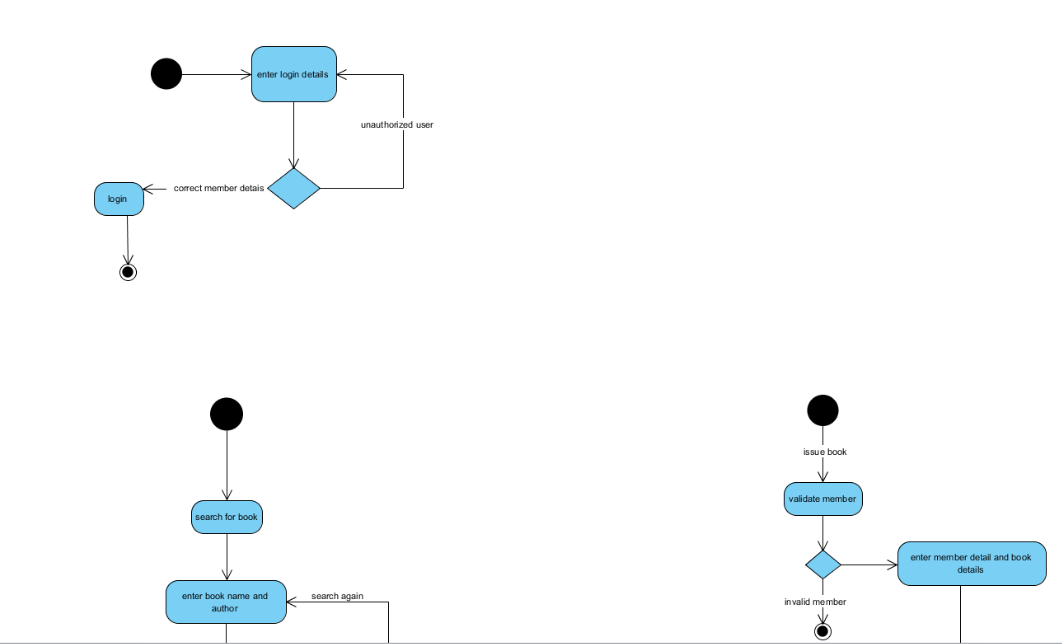 enter login details
unauthorized user
correct member detais
login
issue book
validate member
search for book
enter member detail and book
details
enter book name and
author
search again
invalid member